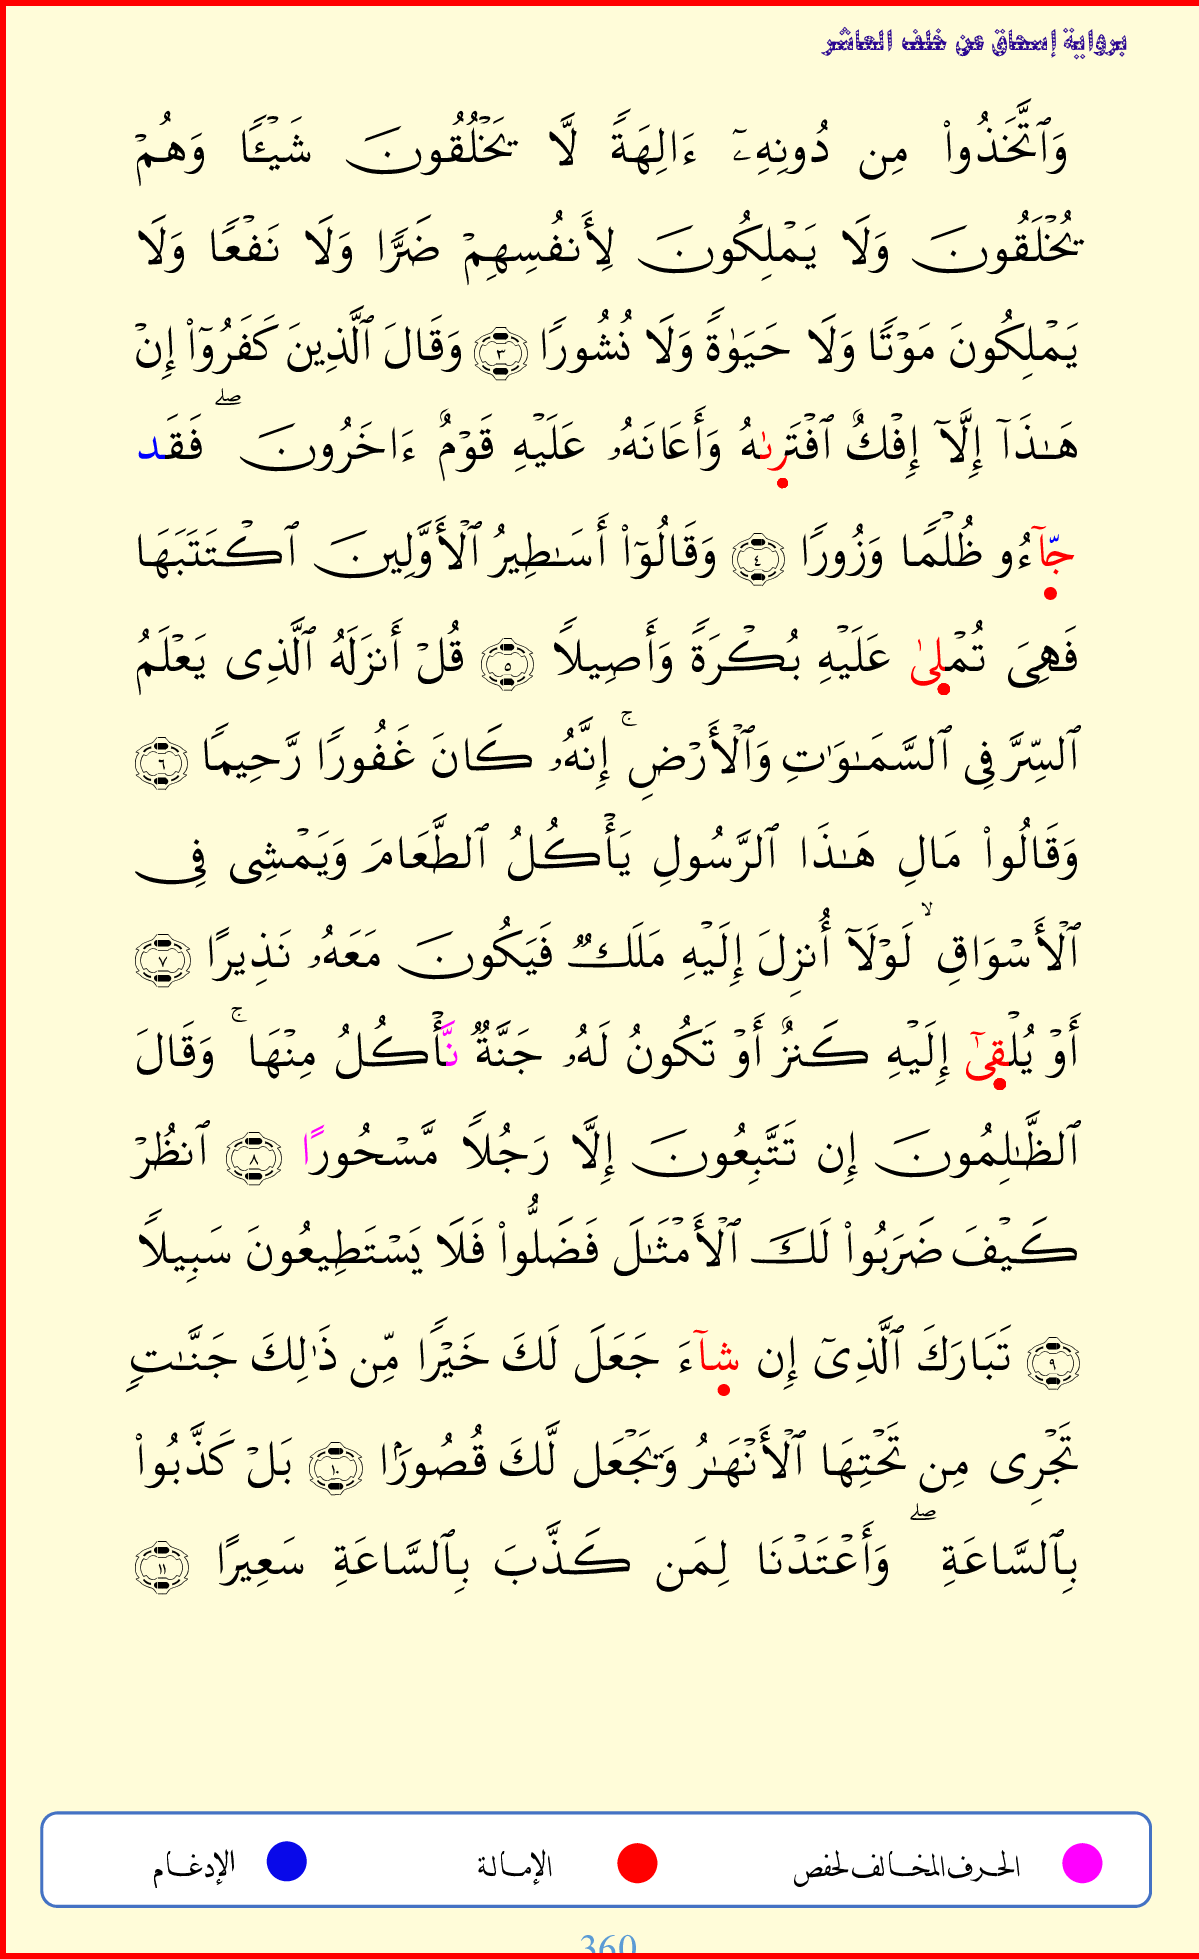 برواية إسحاق عن خلف العاشر
وَٱتَّخَذُوا۟ مِن دُونِهِۦٓ ءَالِهَةً لَّا يَخْلُقُونَ شَيْـًٔا وَهُمْ
يُخْلَقُونَ وَلَا يَمْلِكُونَ لِأَنفُسِهِمْ ضَرًّا وَلَا نَفْعًا وَلَا
يَمْلِكُونَ مَوْتًا وَلَا حَيَوٰةً وَلَا نُشُورًا ٣ وَقَالَ ٱلَّذِينَ كَفَرُوٓا۟ إِنْ
هَـٰذَآ إِلَّآ إِفْكٌ ٱفْتَرىٰهُ وَأَعَانَهُۥ عَلَيْهِ قَوْمٌ ءَاخَرُونَ ۖ فَقَد
جَّآءُو ظُلْمًا وَزُورًا ٤ وَقَالُوٓا۟ أَسَـٰطِيرُ ٱلْأَوَّلِينَ ٱكْتَتَبَهَا
فَهِىَ تُمْلِىٰ عَلَيْهِ بُكْرَةً وَأَصِيلًا ٥ قُلْ أَنزَلَهُ ٱلَّذِى يَعْلَمُ
ٱلسِّرَّ فِى ٱلسَّمَـٰوَٰتِ وَٱلْأَرْضِ ۚ إِنَّهُۥ كَانَ غَفُورًا رَّحِيمًا ٦
وَقَالُوا۟ مَالِ هَـٰذَا ٱلرَّسُولِ يَأْكُلُ ٱلطَّعَامَ وَيَمْشِى فِى
ٱلْأَسْوَاقِ ۙ لَوْلَآ أُنزِلَ إِلَيْهِ مَلَكٌ فَيَكُونَ مَعَهُۥ نَذِيرًا ٧
أَوْ يُلْقِىٰٓ إِلَيْهِ كَنزٌ أَوْ تَكُونُ لَهُۥ جَنَّةٌ نَّأْكُلُ مِنْهَا ۚ وَقَالَ
ٱلظَّـٰلِمُونَ إِن تَتَّبِعُونَ إِلَّا رَجُلًا مَّسْحُورًا ٨ ٱنظُرْ
كَيْفَ ضَرَبُوا۟ لَكَ ٱلْأَمْثَـٰلَ فَضَلُّوا۟ فَلَا يَسْتَطِيعُونَ سَبِيلًا
٩ تَبَارَكَ ٱلَّذِىٓ إِن شَآءَ جَعَلَ لَكَ خَيْرًا مِّن ذَٰلِكَ جَنَّـٰتٍ
تَجْرِى مِن تَحْتِهَا ٱلْأَنْهَـٰرُ وَيَجْعَل لَّكَ قُصُورًۢا ١٠ بَلْ كَذَّبُوا۟
بِٱلسَّاعَةِ ۖ وَأَعْتَدْنَا لِمَن كَذَّبَ بِٱلسَّاعَةِ سَعِيرًا ١١
الحرف المخالف لحفص الإمالة الإدغام
360